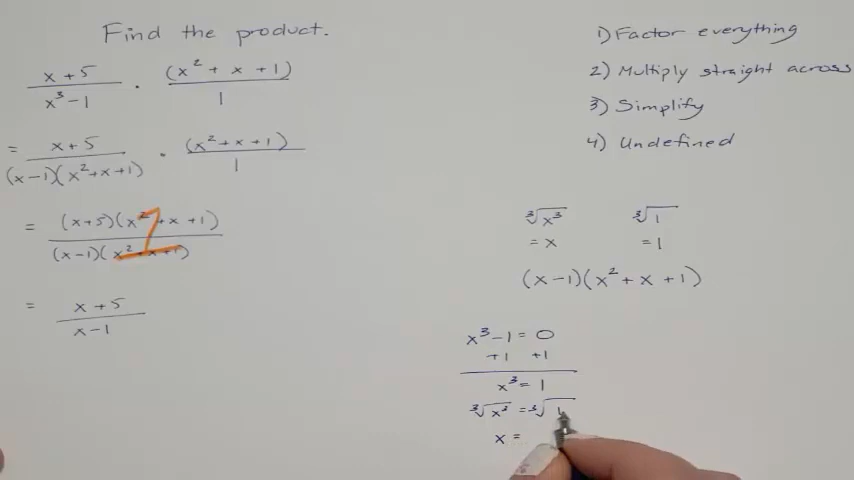 Find the product.
x + 5 / x³ - 1 · (x² + x + 1) / 1
= x + 5 / (x-1)(x²+x+1) · (x²+x+1) / 1
= (x+5)(x²+x+1) / (x-1)(x²+x+1)
= x + 5 / x - 1
1) Factor everything
2) Multiply straight across
3) Simplify
4) Undefined
∛x³ ∛1
= x = 1
(x-1)(x² + x + 1)
x³ - 1 = 0
+1 +1
x³ = 1
∛x³ = ∛1
x =